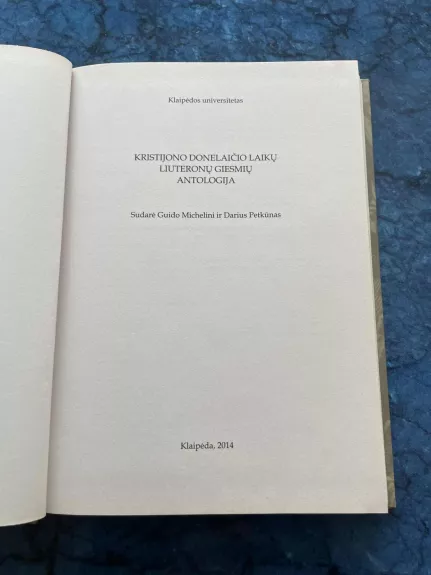 Klaipėdos universitetas
KRISTIJONO DONELAIČIO LAIKŲ
LIUTERONŲ GIESMIŲ
ANTOLOGIJA
Sudarė Guido Michelini ir Darius Petkūnas
Klaipėda, 2014